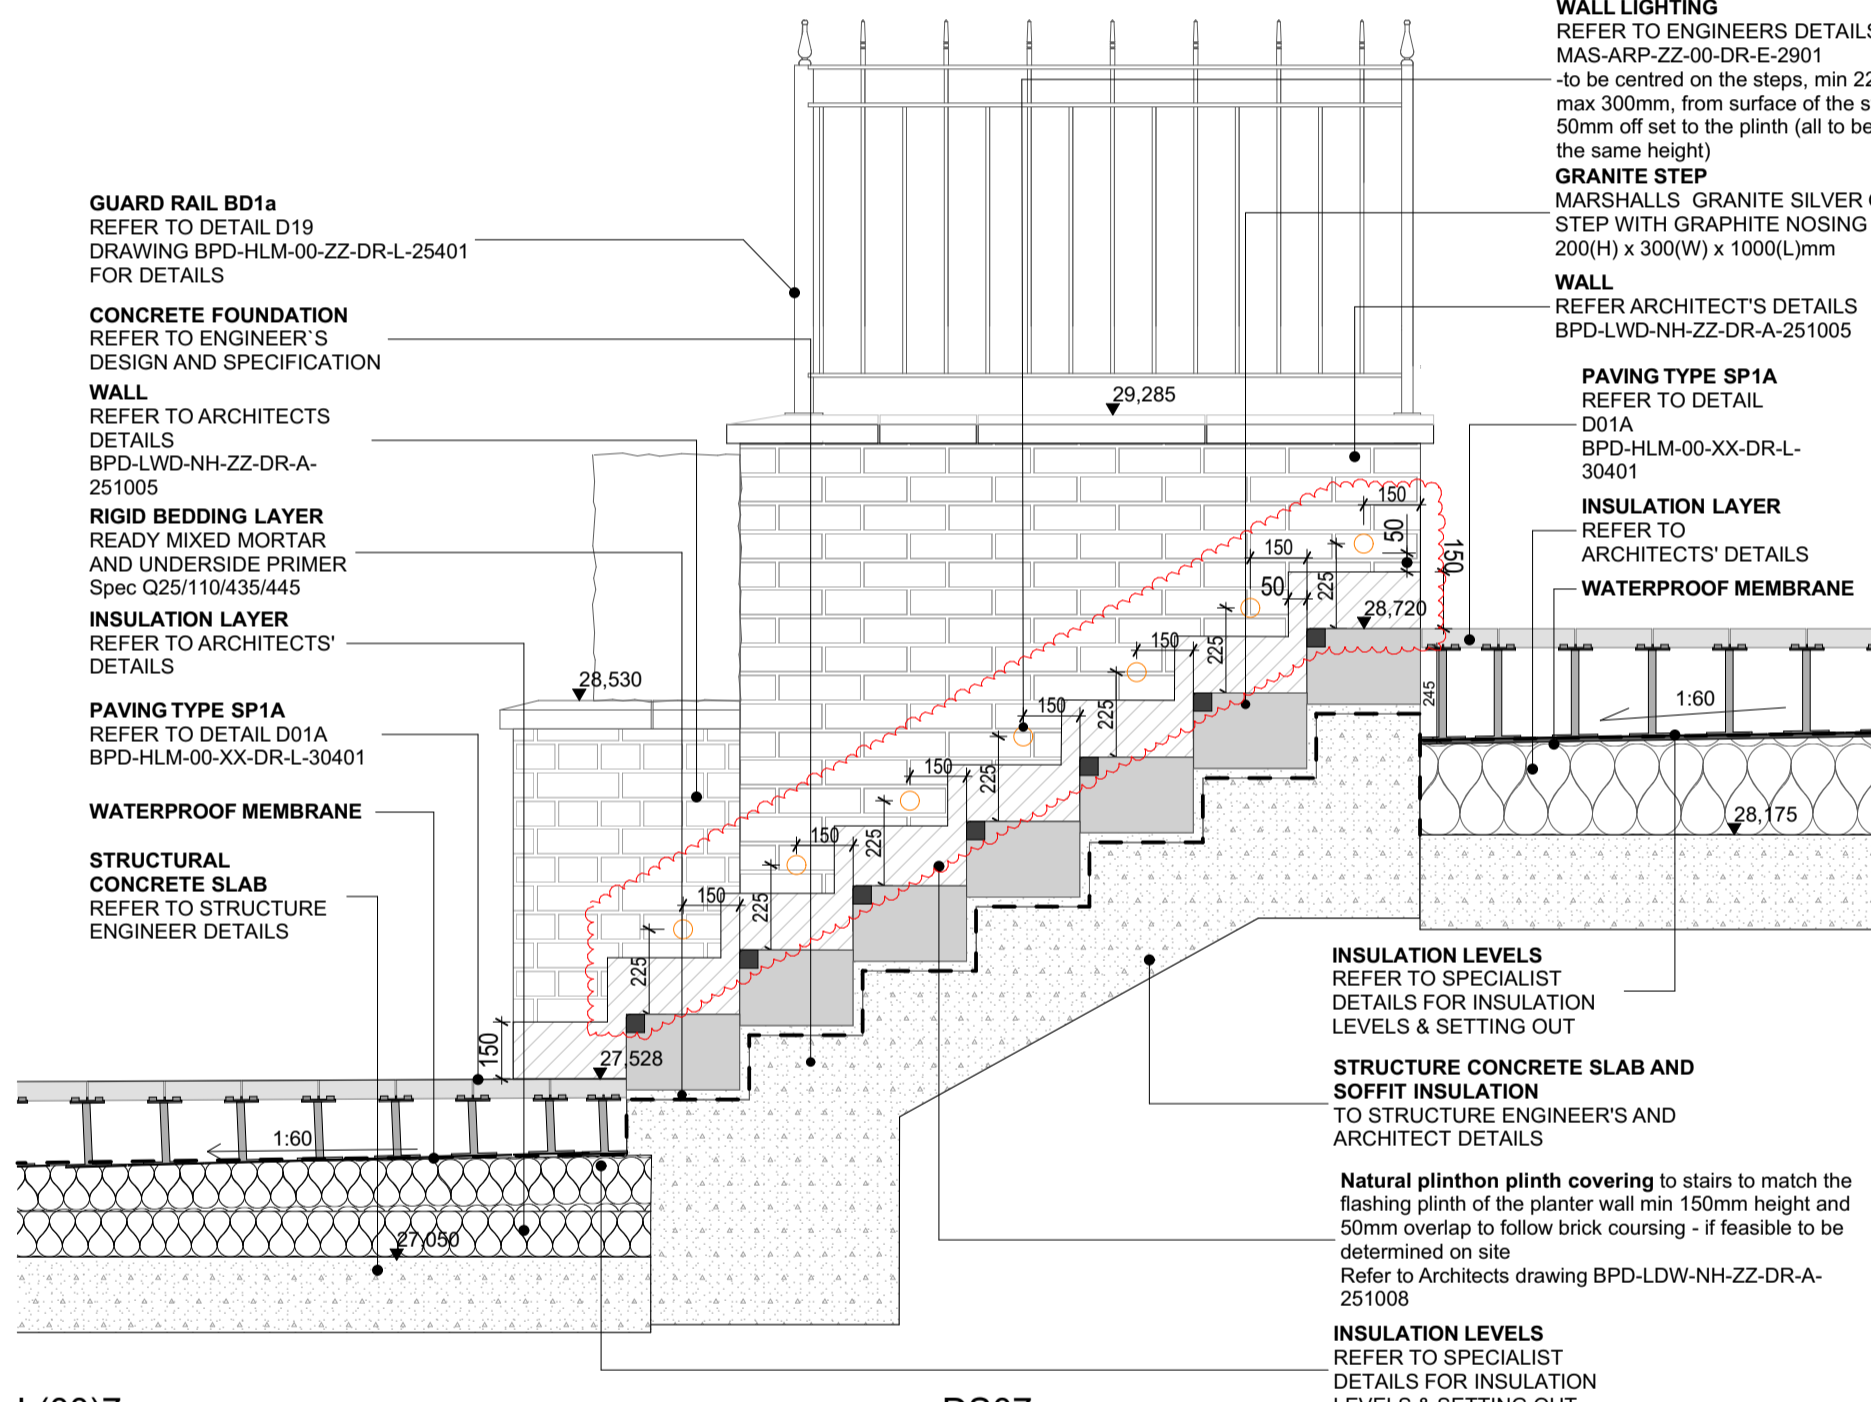 WALL LIGHTING
REFER TO ENGINEERS DETAILS
MAS-ARP-ZZ-00-DR-E-2901
-to be centred on the steps, min 22
max 300mm, from surface of the s
50mm off set to the plinth (all to be
the same height)
GRANITE STEP
MARSHALLS GRANITE SILVER
STEP WITH GRAPHITE NOSING
200(H) x 300(W) x 1000(L)mm
WALL
REFER ARCHITECT'S DETAILS
BPD-LWD-NH-ZZ-DR-A-251005
PAVING TYPE SP1A
REFER TO DETAIL
D01A
BPD-HLM-00-XX-DR-L-
30401
INSULATION LAYER
REFER TO
ARCHITECTS' DETAILS
WATERPROOF MEMBRANE
GUARD RAIL BD1a
REFER TO DETAIL D19
DRAWING BPD-HLM-00-ZZ-DR-L-25401
FOR DETAILS
CONCRETE FOUNDATION
REFER TO ENGINEER`S
DESIGN AND SPECIFICATION
WALL
REFER TO ARCHITECTS
DETAILS
BPD-LWD-NH-ZZ-DR-A-
251005
RIGID BEDDING LAYER
READY MIXED MORTAR
AND UNDERSIDE PRIMER
Spec Q25/110/435/445
INSULATION LAYER
REFER TO ARCHITECTS'
DETAILS
PAVING TYPE SP1A
REFER TO DETAIL D01A
BPD-HLM-00-XX-DR-L-30401
WATERPROOF MEMBRANE
STRUCTURAL
CONCRETE SLAB
REFER TO STRUCTURE
ENGINEER DETAILS
29,285
28,530
28,720
28,175
27,528
27,050
150
50
150
150
50
225
150
225
150
225
150
225
150
225
150
225
225
150
245
1:60
1:60
INSULATION LEVELS
REFER TO SPECIALIST
DETAILS FOR INSULATION
LEVELS & SETTING OUT
STRUCTURE CONCRETE SLAB AND
SOFFIT INSULATION
TO STRUCTURE ENGINEER'S AND
ARCHITECT DETAILS
Natural plinthon plinth covering to stairs to match the
flashing plinth of the planter wall min 150mm height and
50mm overlap to follow brick coursing - if feasible to be
determined on site
Refer to Architects drawing BPD-LDW-NH-ZZ-DR-A-
251008
INSULATION LEVELS
REFER TO SPECIALIST
DETAILS FOR INSULATION
LEVELS & SETTING OUT